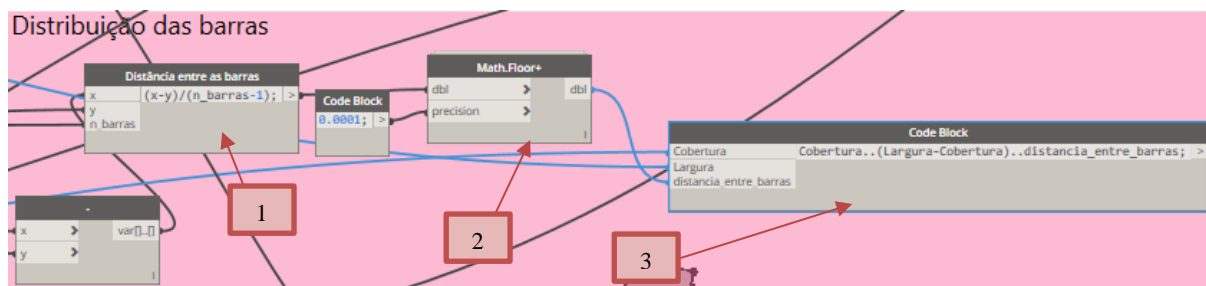 Distribuição das barras
Distância entre as barras
x
(x-y)/(n_barras-1);
>
y
n_barras
Code Block
0.0001;
>
Math.Floor+
dbl
>
dbl
precision
>
l
Code Block
Cobertura
Cobertura..(Largura-Cobertura)..distancia_entre_barras;
>
Largura
distancia_entre_barras
-
x
>
var[]..[]
y
>
l
1
2
3